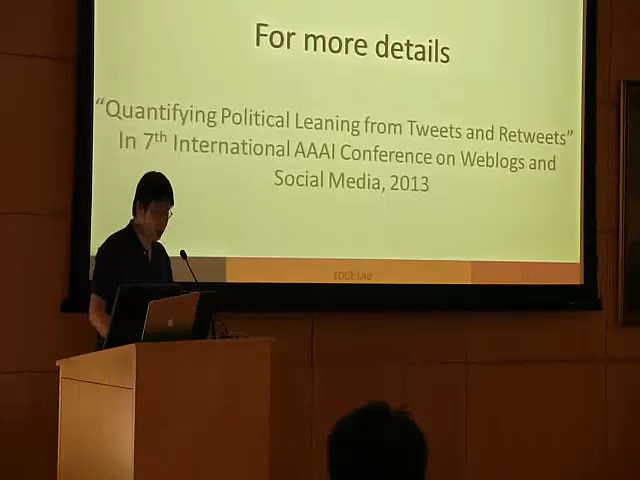 For more details
“Quantifying Political Leaning from Tweets and Retweets”
In 7th International AAAI Conference on Weblogs and
Social Media, 2013
EDGE LAB